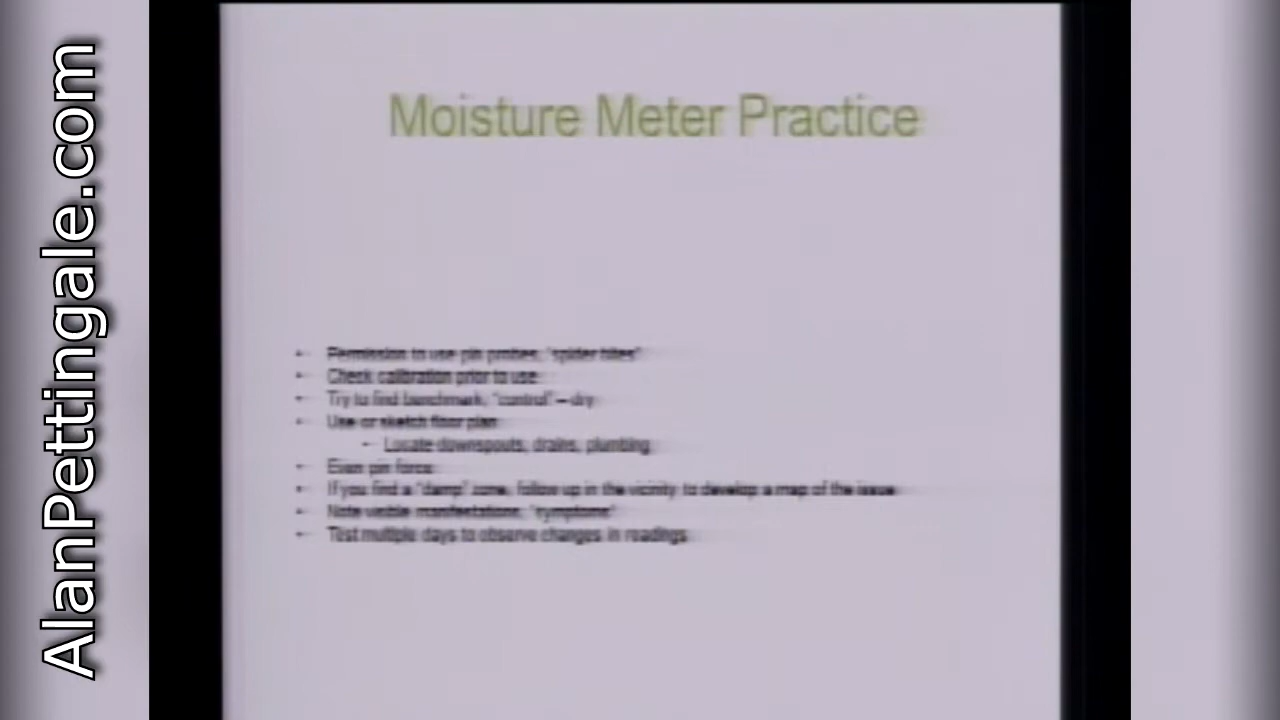 AlanPettingale.com
Moisture Meter Practice
Permission to use pin probes, "spider bites"
Check calibration prior to use
Try to find benchmark, "control" – dry
Use or sketch floor plan
Locate downspouts, drains, plumbing
Even pin force
If you find a "damp" zone, follow up in the vicinity to develop a map of the issue
Note visible manifestations, "symptoms"
Test multiple days to observe changes in readings